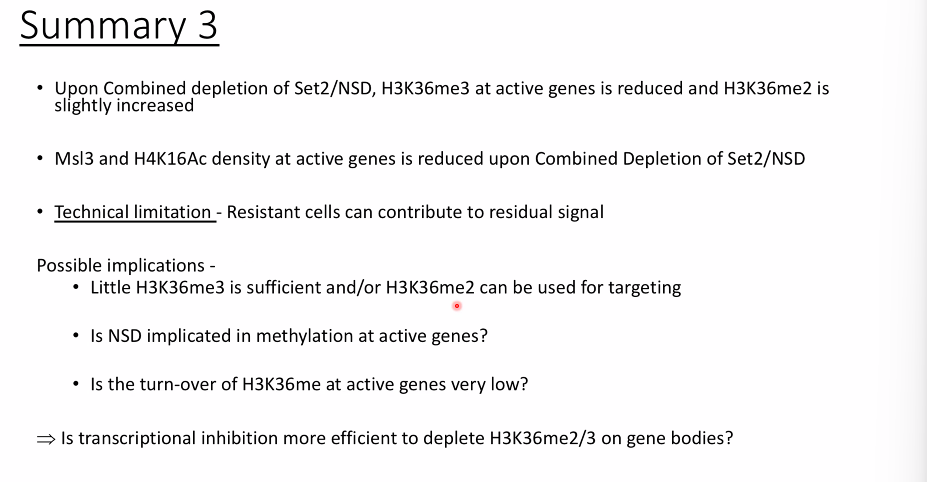 Summary 3
• Upon Combined depletion of Set2/NSD, H3K36me3 at active genes is reduced and H3K36me2 is
slightly increased
• Msl3 and H4K16Ac density at active genes is reduced upon Combined Depletion of Set2/NSD
• Technical limitation - Resistant cells can contribute to residual signal
Possible implications -
• Little H3K36me3 is sufficient and/or H3K36me2 can be used for targeting
• Is NSD implicated in methylation at active genes?
• Is the turn-over of H3K36me at active genes very low?
⇒ Is transcriptional inhibition more efficient to deplete H3K36me2/3 on gene bodies?